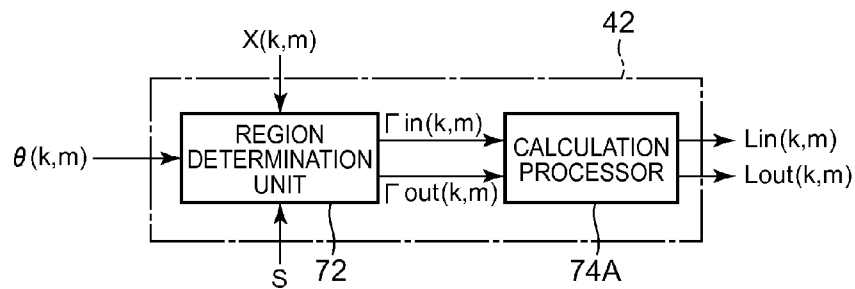 42
X(k,m)
θ(k,m)
REGION
DETERMINATION
UNIT
Γin(k,m)
Γout(k,m)
CALCULATION
PROCESSOR
Lin(k,m)
Lout(k,m)
S
72
74A